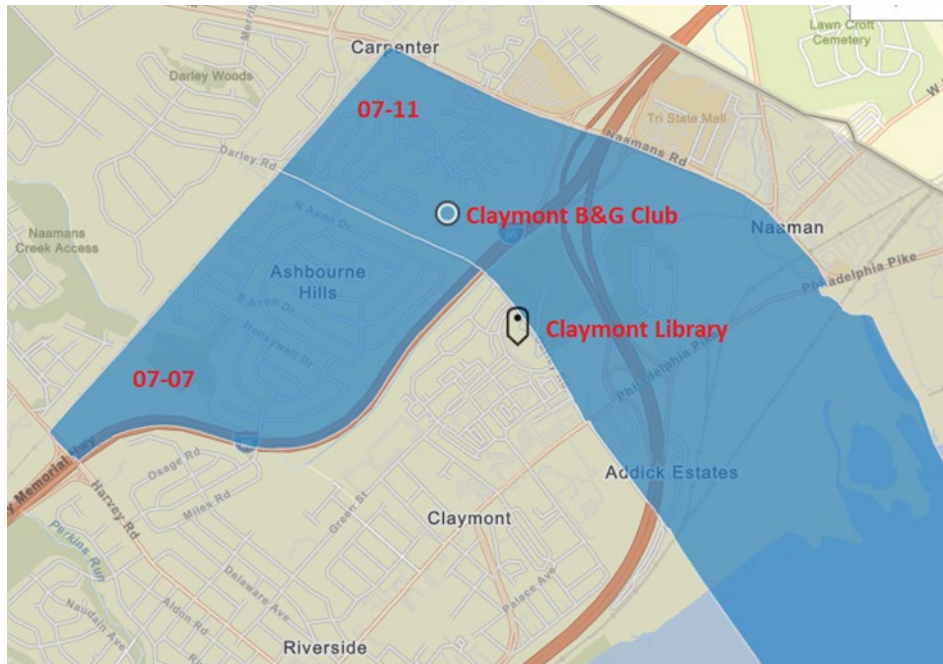 Lawn Croft
Cemetery
Carpenter
Darley Woods
07-11
Tri State Mall
Naamans Rd
Darley Rd
N Avon Dr
Claymont B&G Club
Naaman
Naamans
Creek Access
Ashbourne
Hills
Philadelphia Pike
S Avon Dr
Claymont Library
Honeywell Dr
07-07
Philadelphia Pike
Addick Estates
Osage Rd
Memorial Hwy
Harvey Rd
Miles Rd
Green St
Claymont
Perkins Run
Delaware Ave
Palace Ave
Naudain Ave
Aldon Rd
Riverside